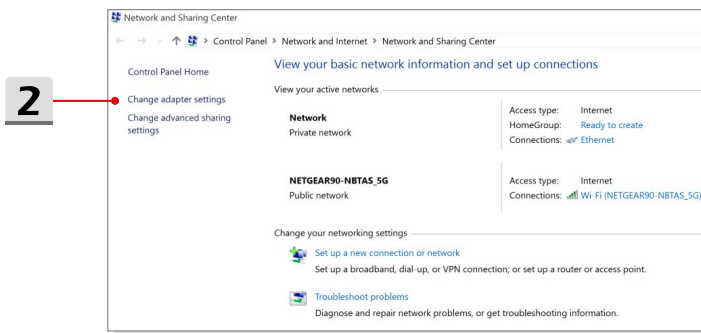 Network and Sharing Center
Control Panel > Network and Internet > Network and Sharing Center
2
Control Panel Home
Change adapter settings
Change advanced sharing
settings
View your basic network information and set up connections
View your active networks
Network
Private network
Access type: Internet
HomeGroup: Ready to create
Connections: Ethernet
NETGEAR90-NBTAS_5G
Public network
Access type: Internet
Connections: Wi-Fi (NETGEAR90-NBTAS_5G)
Change your networking settings
Set up a new connection or network
Set up a broadband, dial-up, or VPN connection; or set up a router or access point.
Troubleshoot problems
Diagnose and repair network problems, or get troubleshooting information.